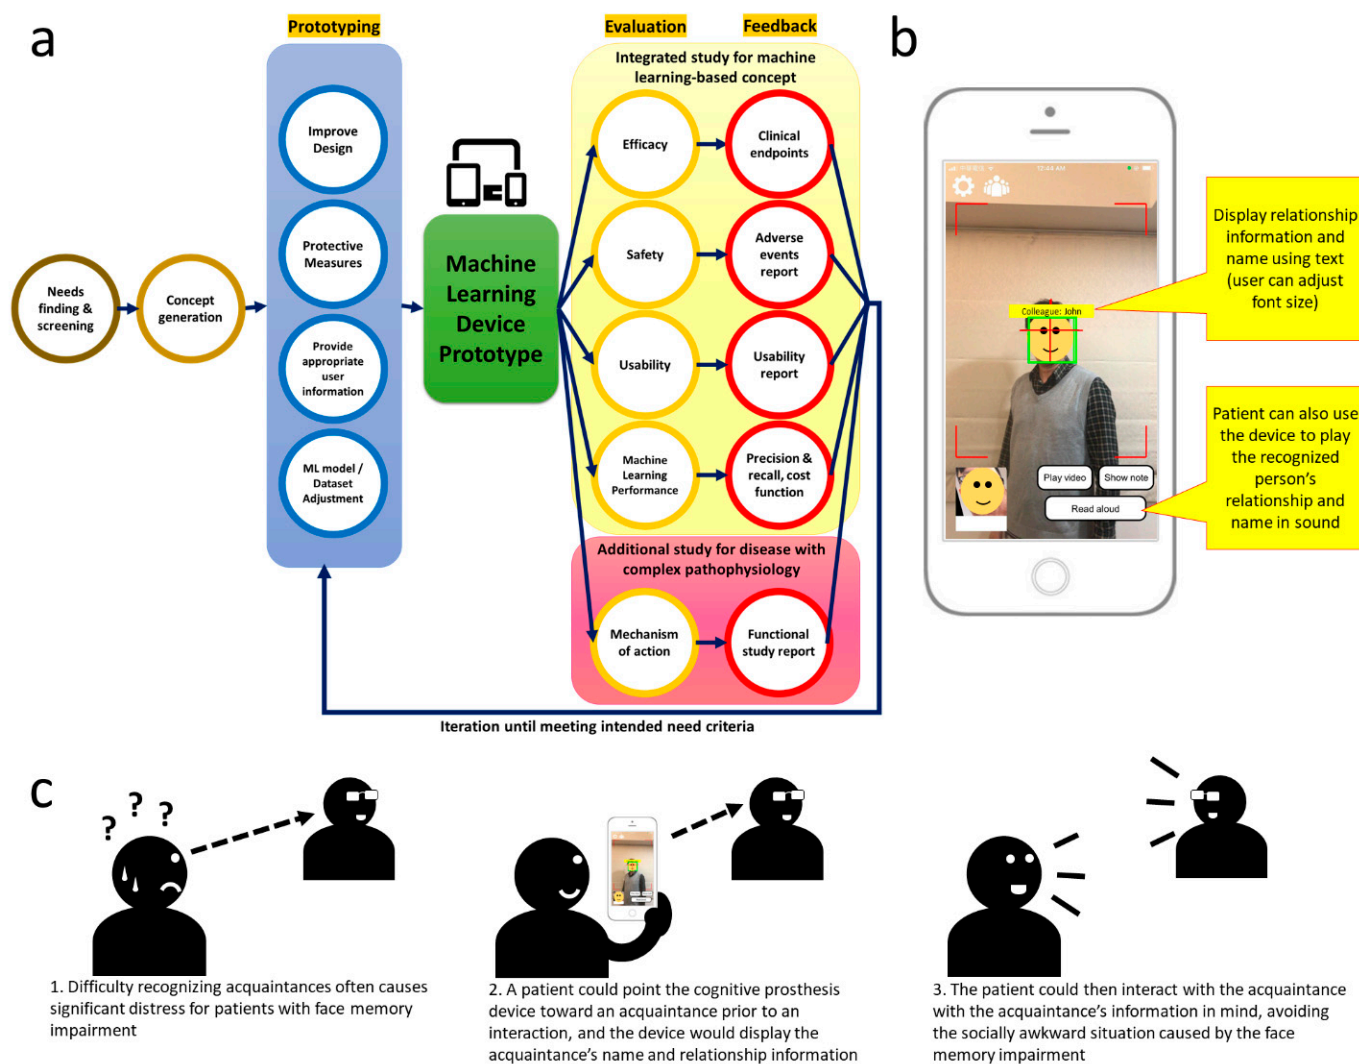 a
Prototyping
Evaluation
Feedback
b
Integrated study for machine
learning-based concept
Improve
Design
Protective
Measures
Provide
appropriate
user
information
ML model /
Dataset
Adjustment
Needs
finding &
screening
Concept
generation
Machine
Learning
Device
Prototype
Efficacy
Clinical
endpoints
Safety
Adverse
events
report
Usability
Usability
report
Machine
Learning
Performance
Precision &
recall, cost
function
Additional study for disease with
complex pathophysiology
Mechanism
of action
Functional
study report
Iteration until meeting intended need criteria
12:44 AM
Colleague: John
Play video
Show note
Read aloud
Display relationship
information and
name using text
(user can adjust
font size)
Patient can also use
the device to play
the recognized
person's
relationship and
name in sound
c
? ? ?
1. Difficulty recognizing acquaintances often causes
significant distress for patients with face memory
impairment
2. A patient could point the cognitive prosthesis
device toward an acquaintance prior to an
interaction, and the device would display the
acquaintance's name and relationship information
3. The patient could then interact with the acquaintance
with the acquaintance's information in mind, avoiding
the socially awkward situation caused by the face
memory impairment